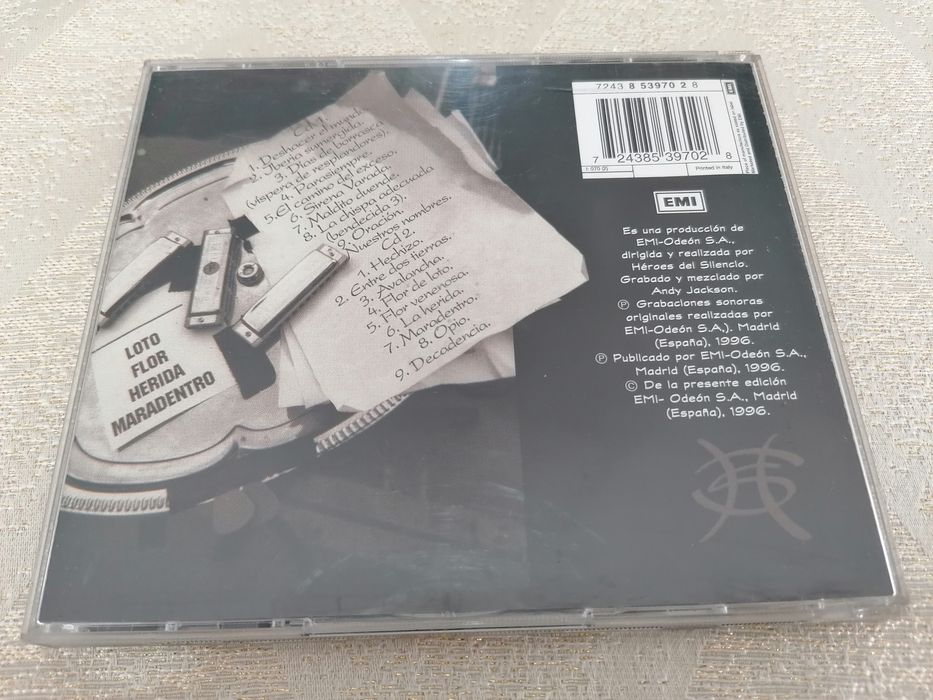 Cd 1.
1. Deshacer el mundo
2. Iberia sumergida.
3. Días de borrasca
(víspera de resplandores).
4. Parasiempre.
5. El camino del exceso.
6. Sirena Varada.
7. Maldito duende.
8. La chispa adecuada
(bendecida 3).
9. Oración.
Nuestros nombres.
Cd 2.
1. Hechizo.
2. Entre dos tierras.
3. Avalancha.
4. Flor de loto.
5. Flor venenosa.
6. La herida.
7. Maradentro.
8. Opio.
9. Decadencia.
LOTO
FLOR
HERIDA
MARADENTRO
7243 8 53970 2 8
EMI
7 24385 39702 8
Printed in Italy
EMI
Es una producción de
EMI-Odeón S.A.,
dirigida y realizada por
Héroes del Silencio.
Grabado y mezclado por
Andy Jackson.
℗ Grabaciones sonoras
originales realizadas por
EMI-Odeón S.A.,). Madrid
(España), 1996.
℗ Publicado por EMI-Odeón S.A.,
Madrid (España), 1996.
© De la presente edición
EMI- Odeón S.A., Madrid
(España), 1996.